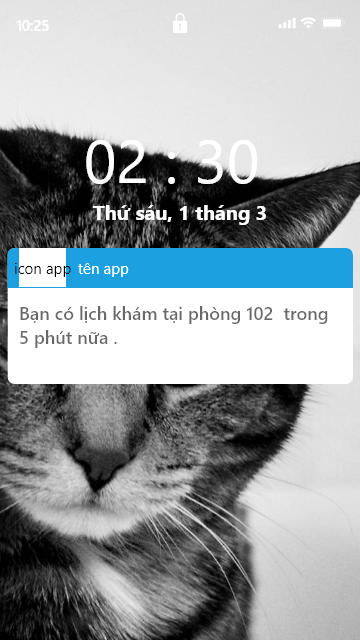 10:25
02 : 30
Thứ sáu, 1 tháng 3
icon app tên app
Bạn có lịch khám tại phòng 102 trong
5 phút nữa .